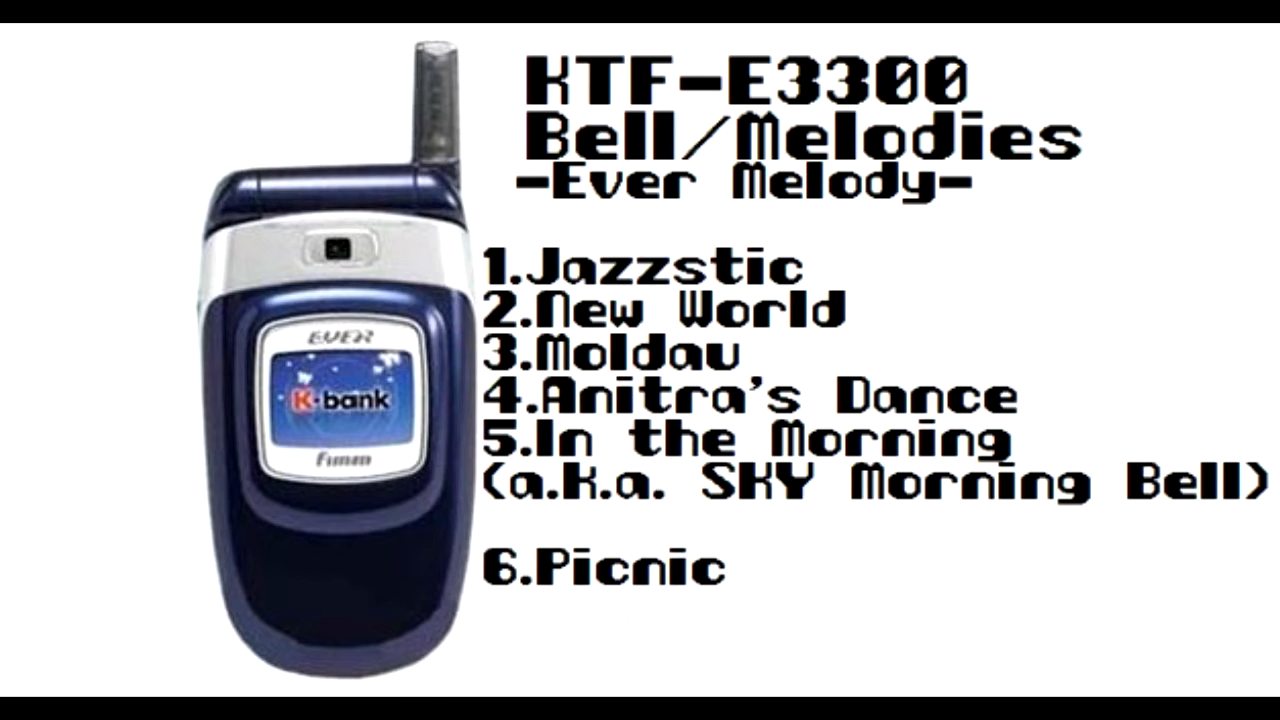 KTF-E3300
Bell/Melodies
-Ever Melody-
1.Jazzstic
2.New World
3.Moldau
4.Anitra's Dance
5.In the Morning
(a.k.a. SKY Morning Bell)
6.Picnic
EVER
K·bank
Fimm